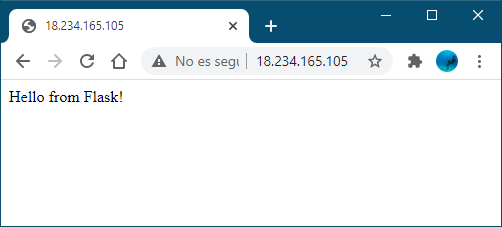 18.234.165.105
No es segu 18.234.165.105
Hello from Flask!